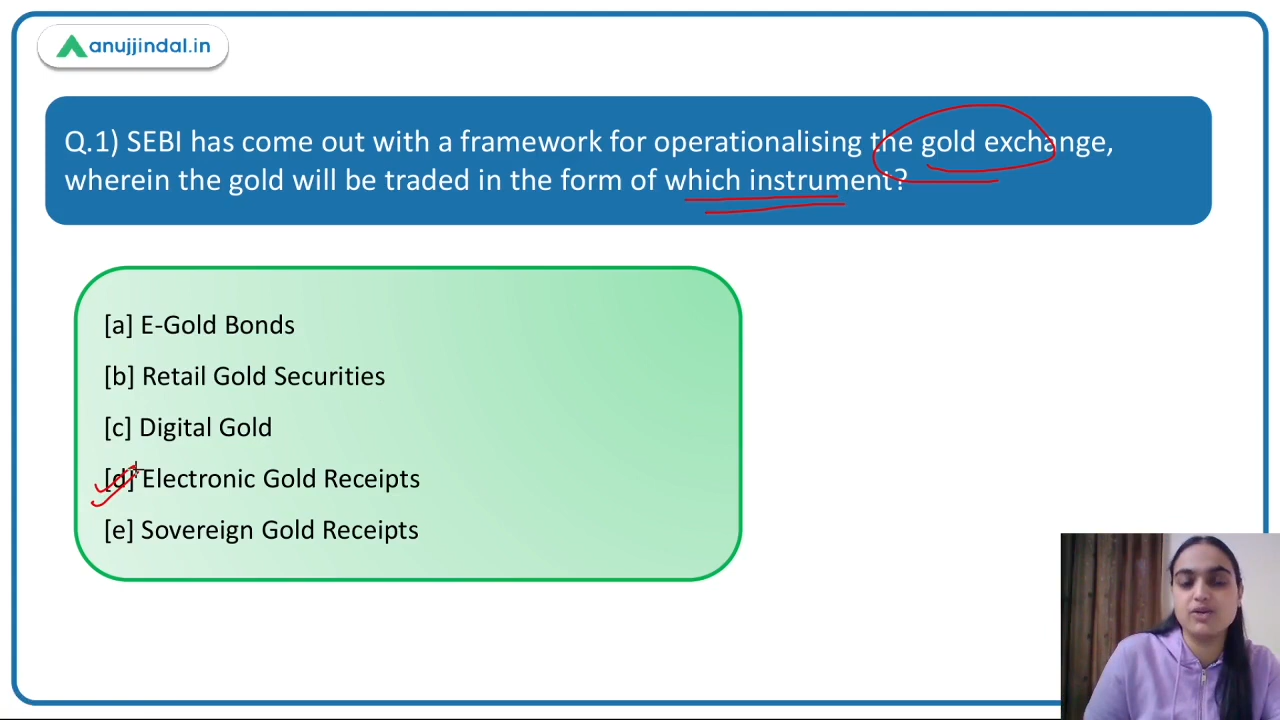 anujjindal.in
Q.1) SEBI has come out with a framework for operationalising the gold exchange,
wherein the gold will be traded in the form of which instrument?
[a] E-Gold Bonds
[b] Retail Gold Securities
[c] Digital Gold
[d] Electronic Gold Receipts
[e] Sovereign Gold Receipts